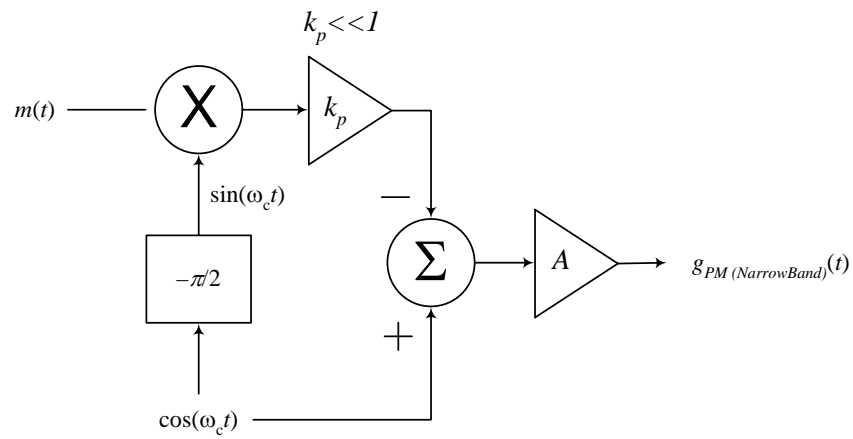 k_p<<1
m(t)
X
k_p
sin(ω_c t)
−
Σ
A
g_PM (NarrowBand)(t)
−π/2
+
cos(ω_c t)